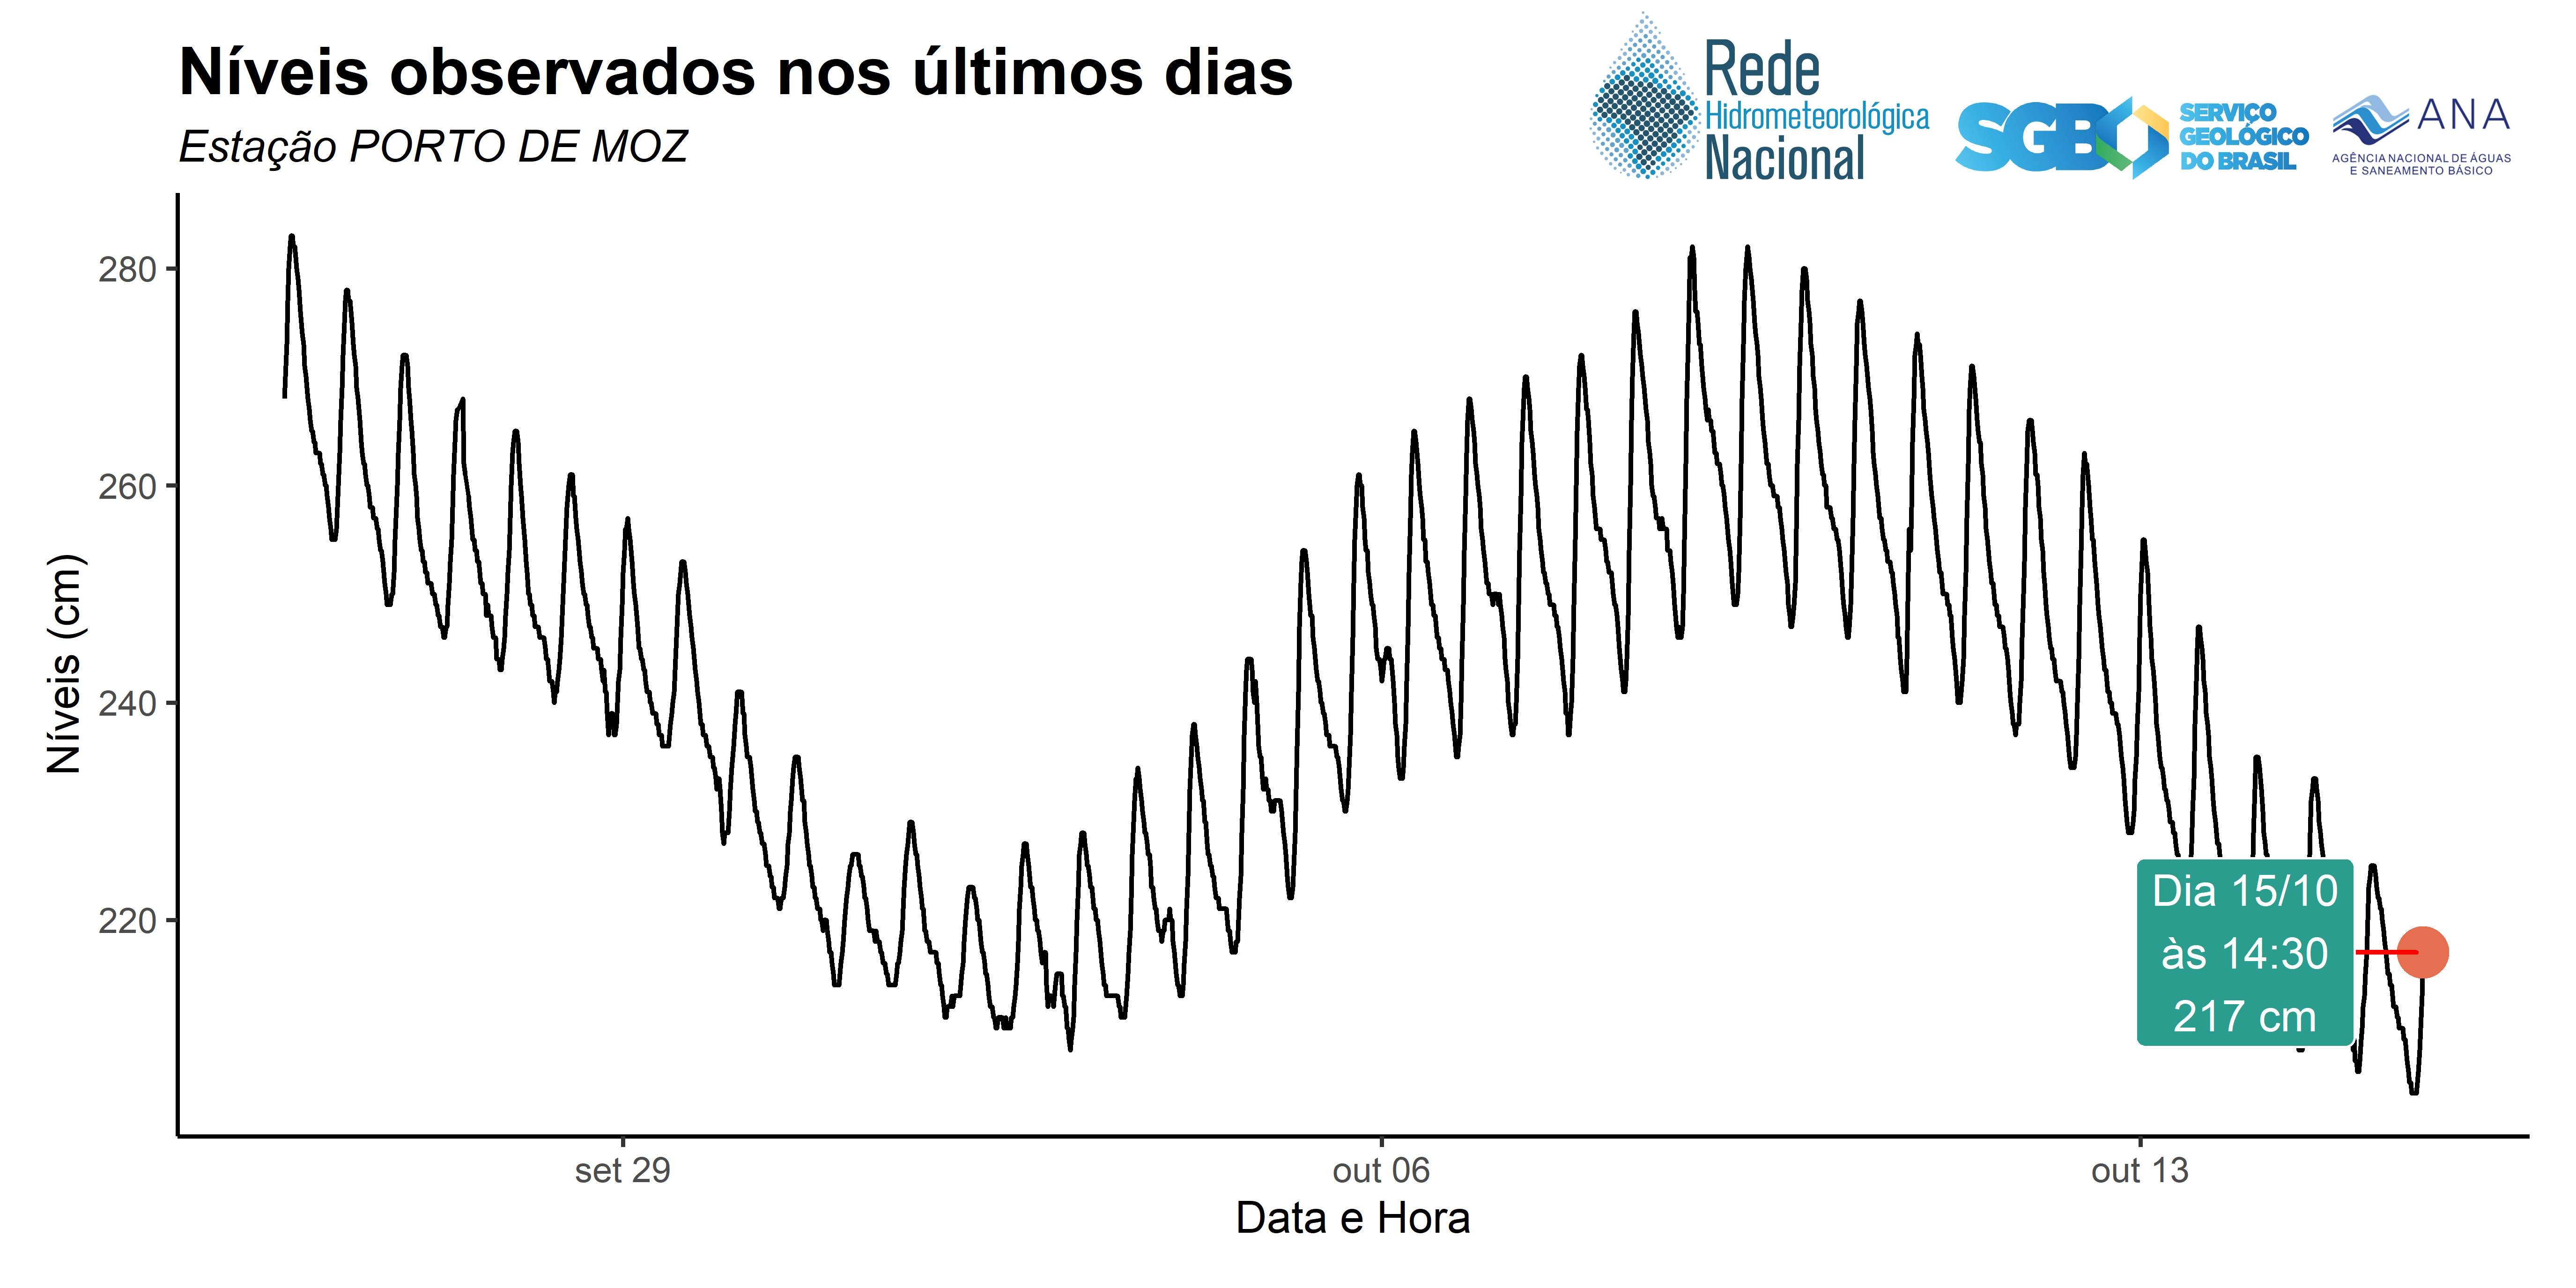 Níveis observados nos últimos dias
Estação PORTO DE MOZ
Rede
Hidrometeorológica
Nacional
SGB
SERVIÇO
GEOLÓGICO
DO BRASIL
ANA
AGÊNCIA NACIONAL DE ÁGUAS
E SANEAMENTO BÁSICO
Níveis (cm)
280
260
240
220
Dia 15/10
às 14:30
217 cm
set 29
out 06
out 13
Data e Hora